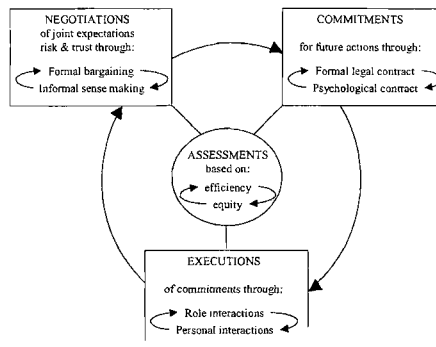 NEGOTIATIONS
of joint expectations
risk & trust through:
Formal bargaining
Informal sense making
COMMITMENTS
for future actions through:
Formal legal contract
Psychological contract
ASSESSMENTS
based on:
efficiency
equity
EXECUTIONS
of commitments through:
Role interactions
Personal interactions